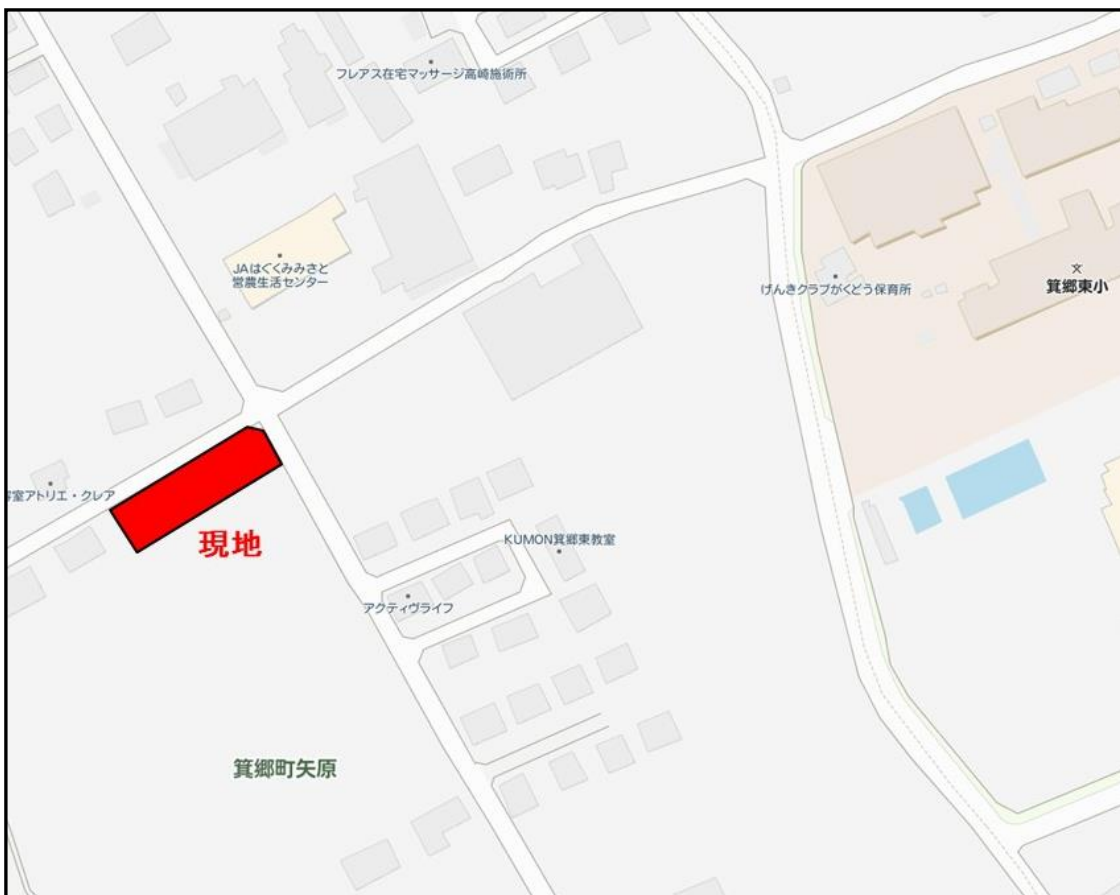 フレアス在宅マッサージ高崎施術所
JAはぐくみみさと
営農生活センター
げんきクラブがくどう保育所
箕郷東小
室アトリエ・クレア
現地
KUMON箕郷東教室
アクティヴライフ
箕郷町矢原